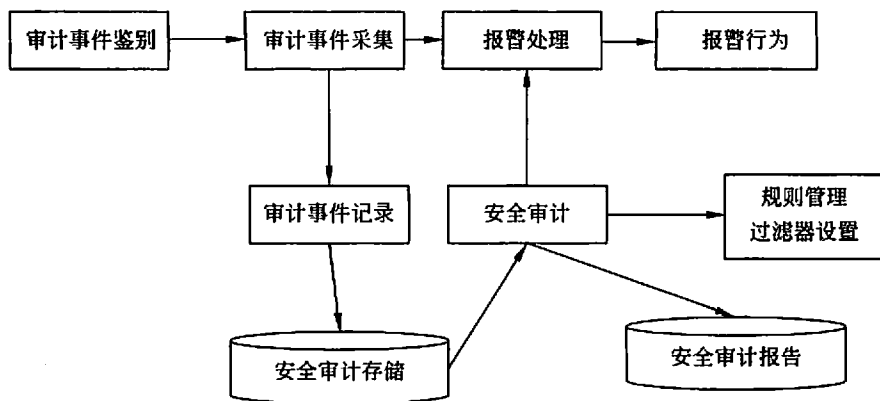 审计事件鉴别
审计事件采集
报警处理
报警行为
审计事件记录
安全审计
规则管理
过滤器设置
安全审计存储
安全审计报告